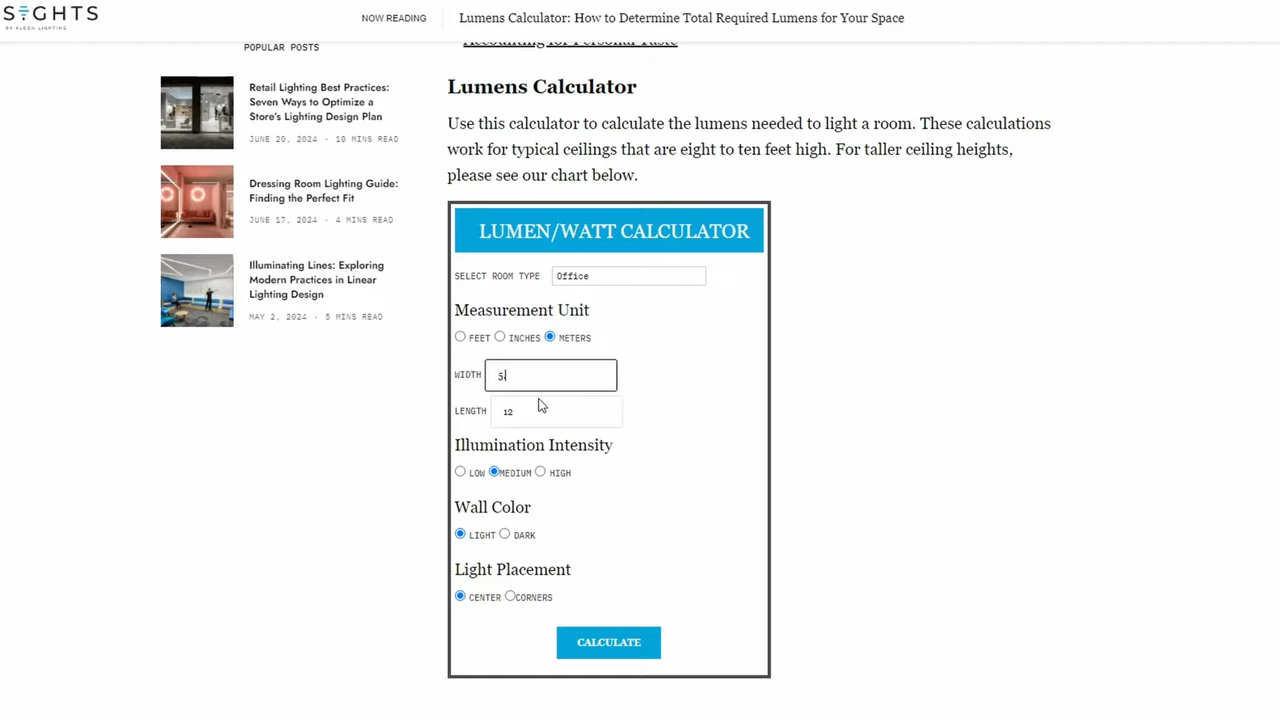 SIGHTS
BY ALCON LIGHTING
NOW READING
Lumens Calculator: How to Determine Total Required Lumens for Your Space
POPULAR POSTS
Retail Lighting Best Practices:
Seven Ways to Optimize a
Store's Lighting Design Plan
JUNE 20, 2024 · 10 MINS READ
Dressing Room Lighting Guide:
Finding the Perfect Fit
JUNE 17, 2024 · 4 MINS READ
Illuminating Lines: Exploring
Modern Practices in Linear
Lighting Design
MAY 2, 2024 · 5 MINS READ
Accounting for Personal Taste
Lumens Calculator
Use this calculator to calculate the lumens needed to light a room. These calculations
work for typical ceilings that are eight to ten feet high. For taller ceiling heights,
please see our chart below.
LUMEN/WATT CALCULATOR
SELECT ROOM TYPE Office
Measurement Unit
FEET INCHES METERS
WIDTH 5
LENGTH 12
Illumination Intensity
LOW MEDIUM HIGH
Wall Color
LIGHT DARK
Light Placement
CENTER CORNERS
CALCULATE